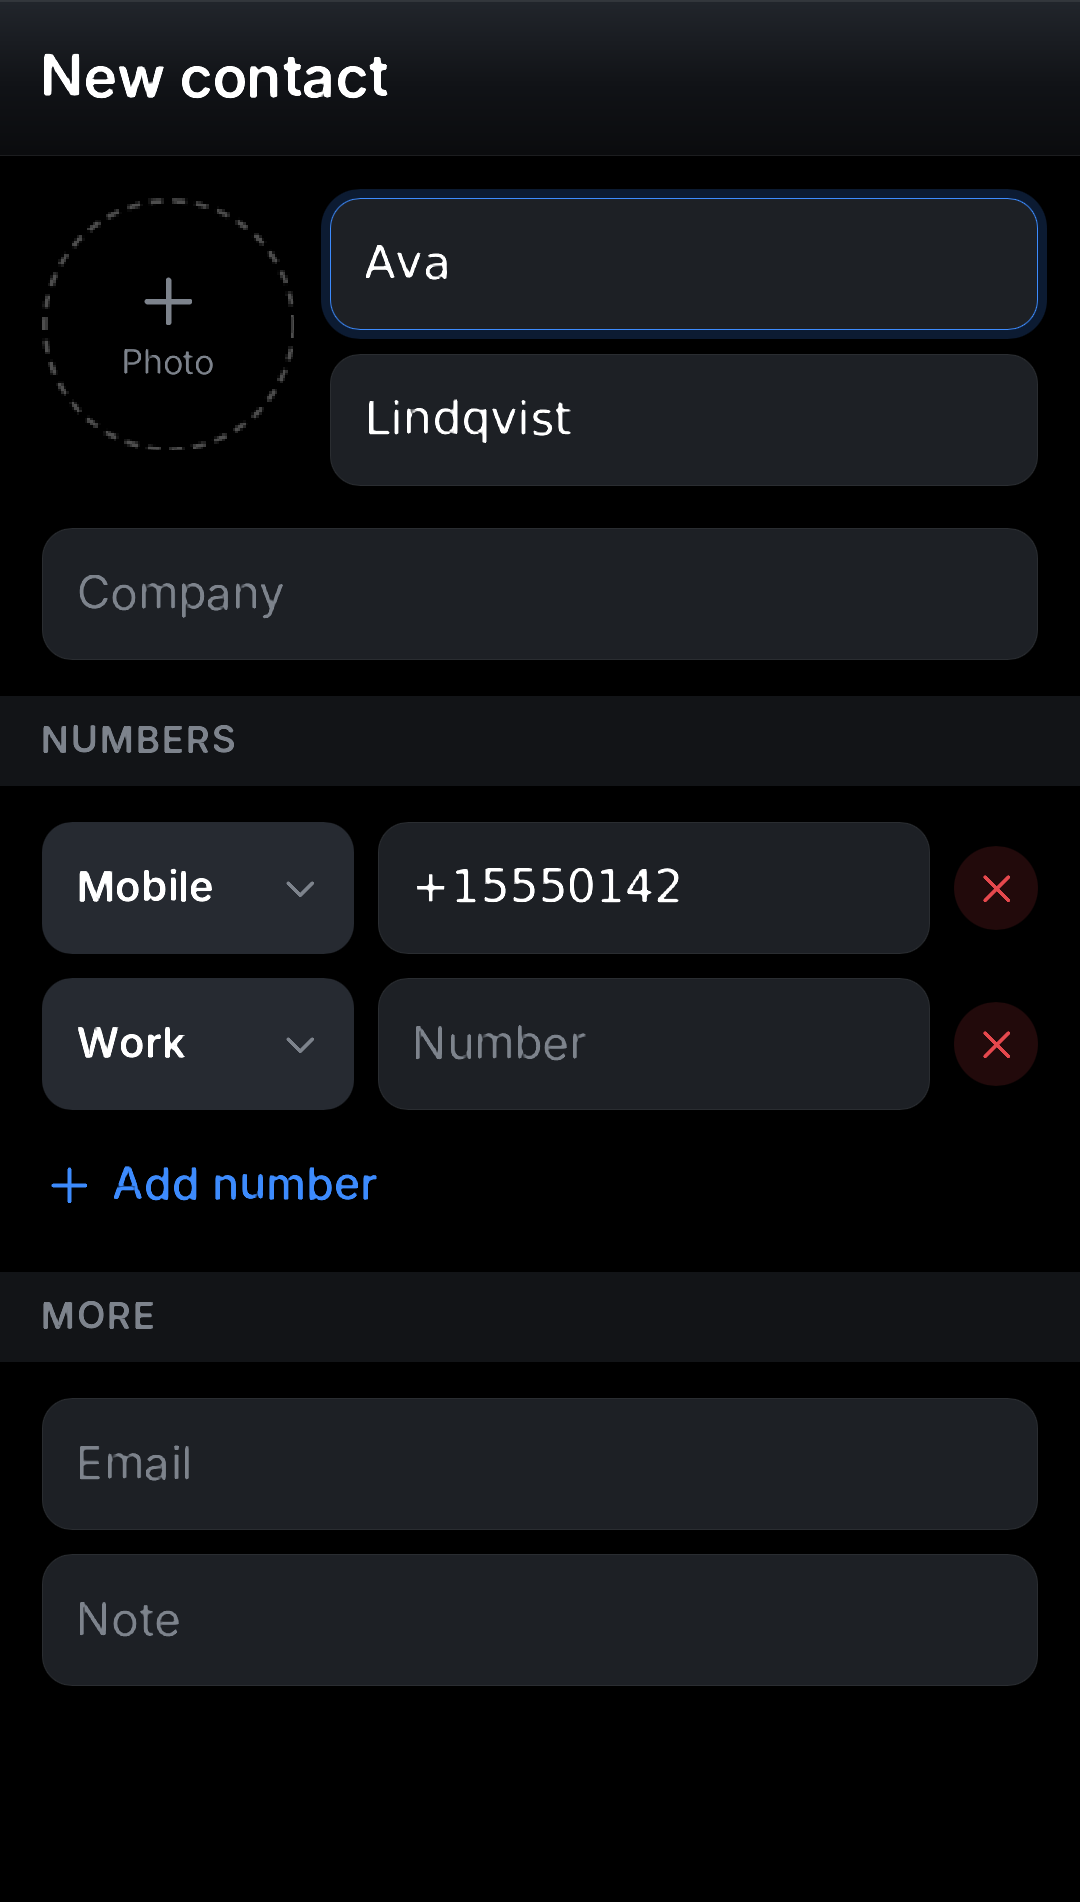 New contact
Photo
Ava
Lindqvist
Company
NUMBERS
Mobile
+15550142
Work
Number
Add number
MORE
Email
Note